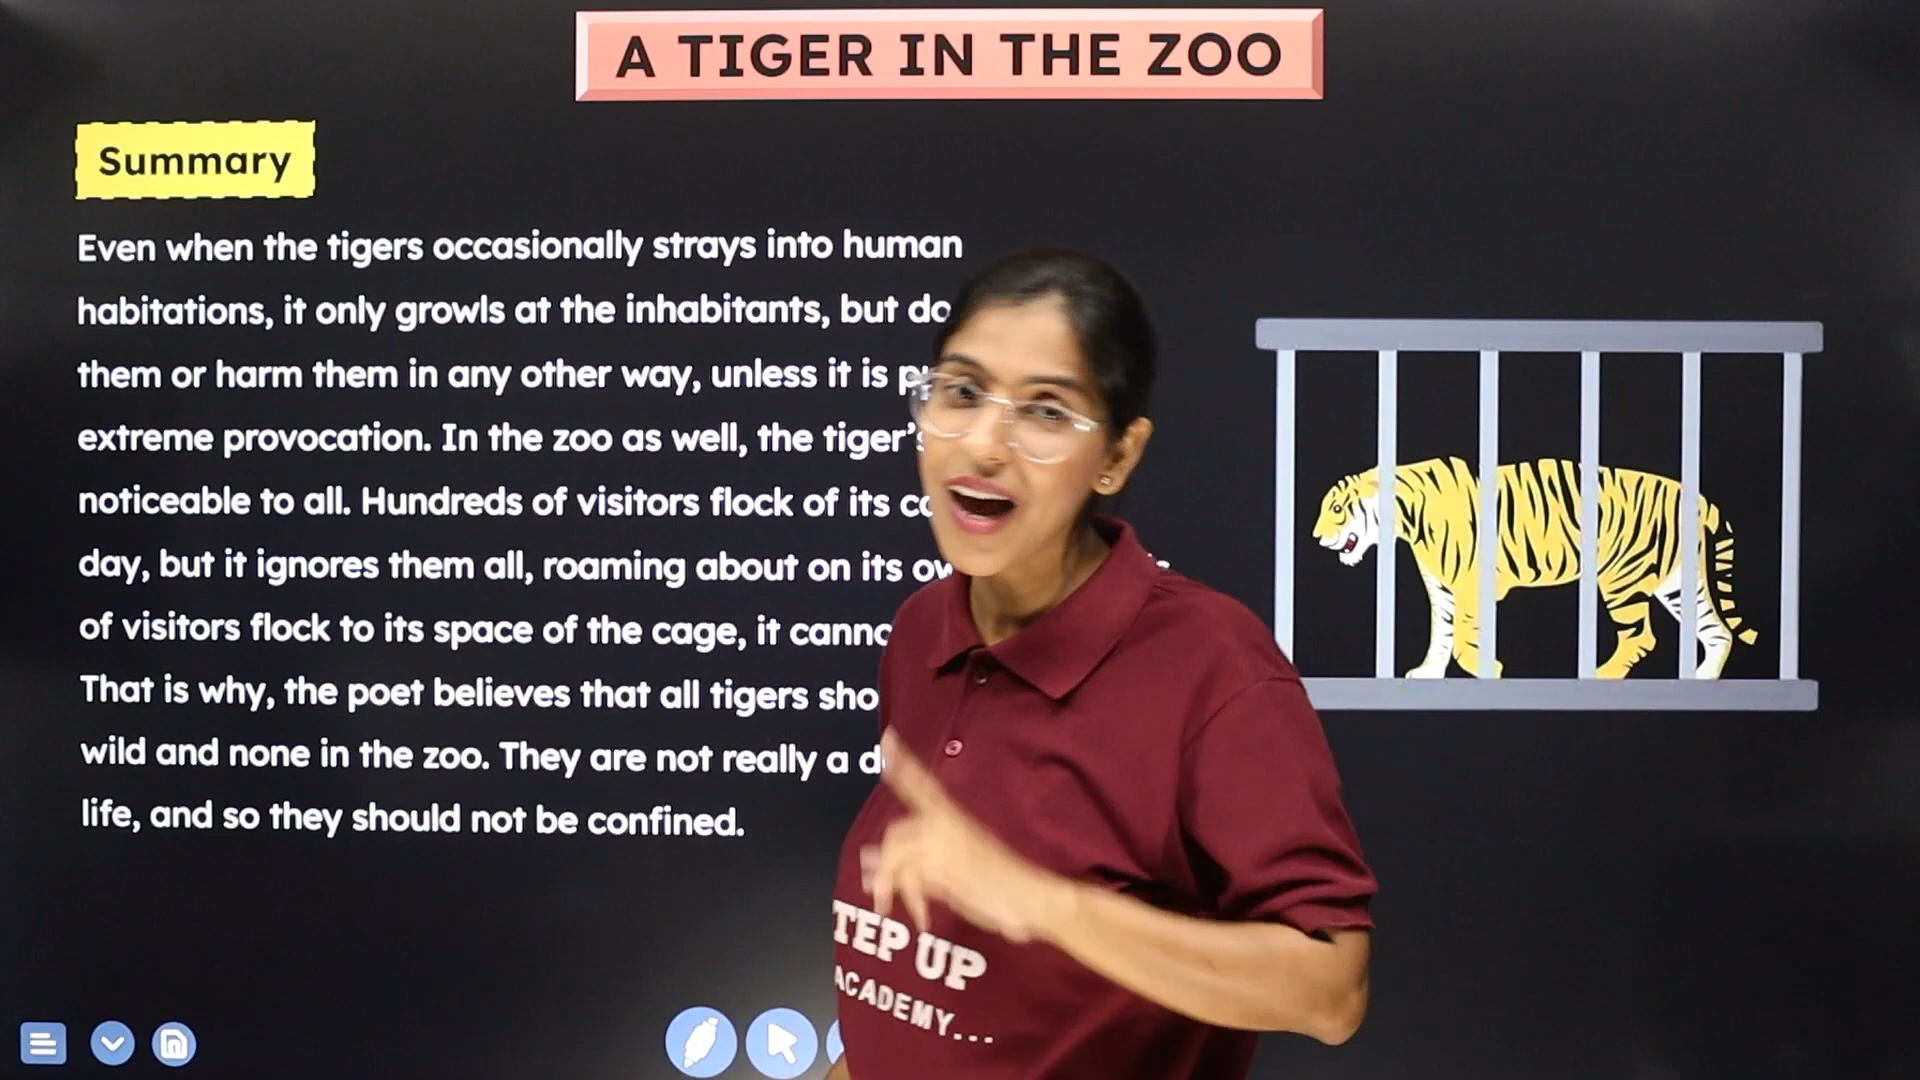 A TIGER IN THE ZOO
Summary
Even when the tigers occasionally strays into human
habitations, it only growls at the inhabitants, but do
them or harm them in any other way, unless it is
extreme provocation. In the zoo as well, the tiger's
noticeable to all. Hundreds of visitors flock of its
day, but it ignores them all, roaming about on its
of visitors flock to its space of the cage, it
That is why, the poet believes that all tigers
wild and none in the zoo. They are not really a
life, and so they should not be confined.
TEP UP
ACADEMY...